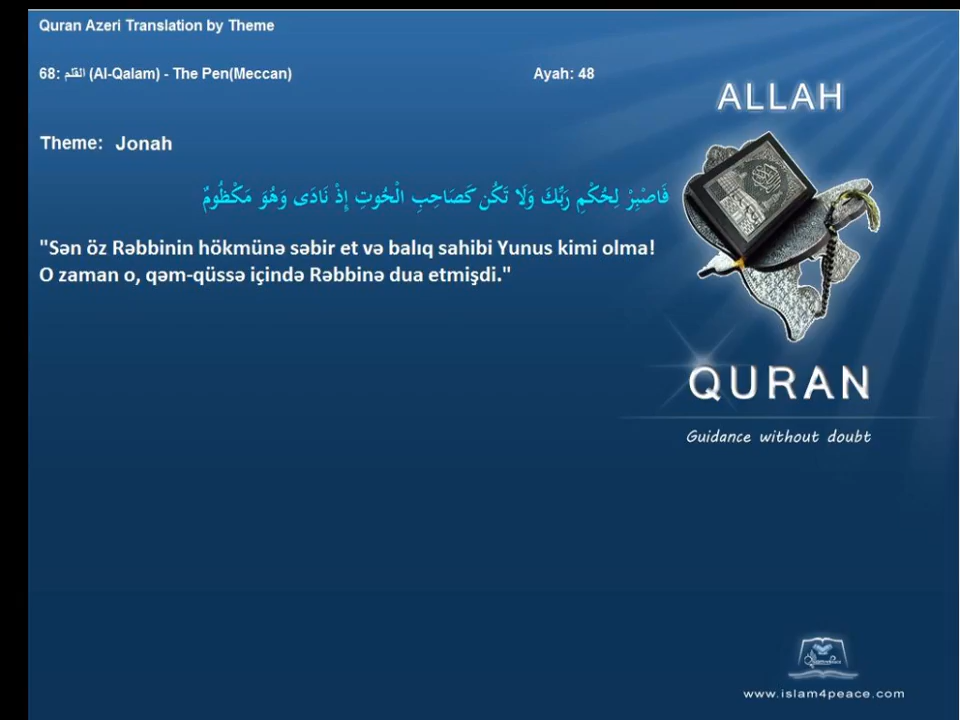 Quran Azeri Translation by Theme
68: القلم (Al-Qalam) - The Pen(Meccan) Ayah: 48
ALLAH
Theme: Jonah
فَاصْبِرْ لِحُكْمِ رَبِّكَ وَلَا تَكُن كَصَاحِبِ الْحُوتِ إِذْ نَادَى وَهُوَ مَكْظُومٌ
"Sən öz Rəbbinin hökmünə səbir et və balıq sahibi Yunus kimi olma!
O zaman o, qəm-qüssə içində Rəbbinə dua etmişdi."
QURAN
Guidance without doubt
www.islam4peace.com